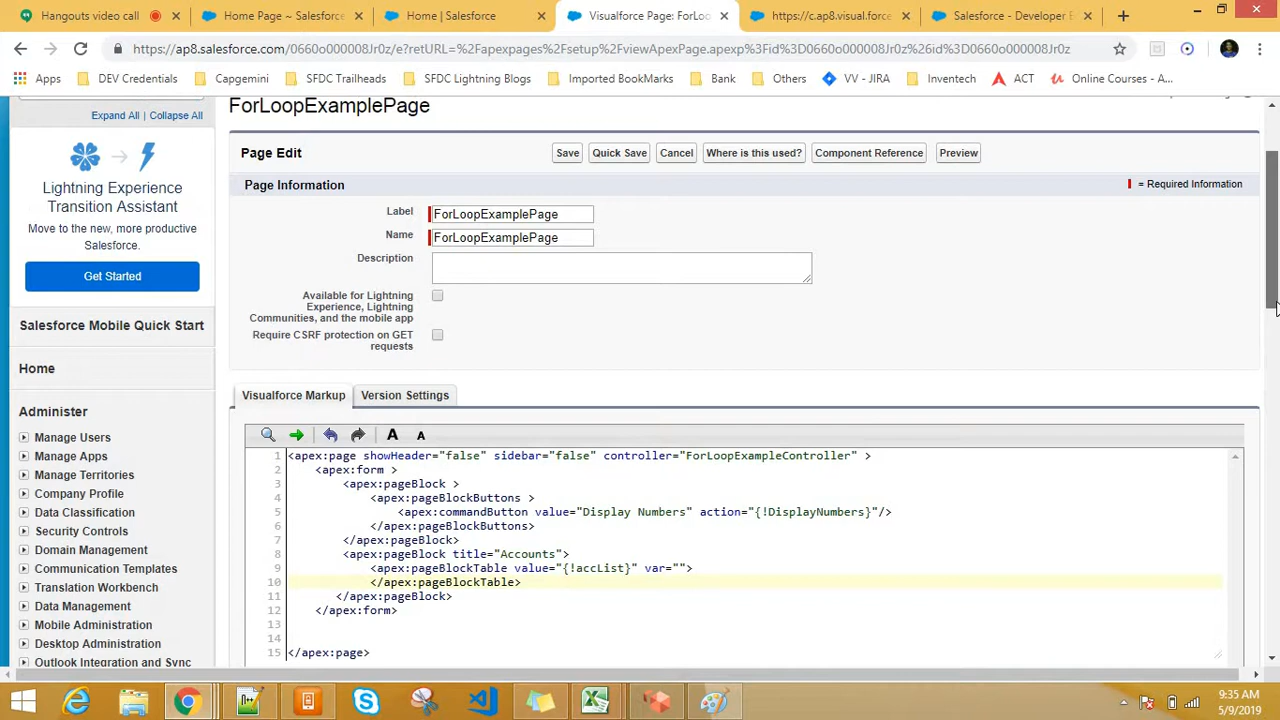 Hangouts video call
Home Page ~ Salesforce
Home | Salesforce
Visualforce Page: ForLoo
https://c.ap8.visual.force
Salesforce - Developer E
https://ap8.salesforce.com/0660o000008Jr0z/e?retURL=%2Fapexpages%2Fsetup%2FviewApexPage.apexp%3Fid%3D0660o000008Jr0z%26id%3D0660o000008Jr0z
Apps
DEV Credentials
Capgemini
SFDC Trailheads
SFDC Lightning Blogs
Imported BookMarks
Bank
Others
VV - JIRA
Inventech
ACT
Online Courses - A...
Expand All | Collapse All
Lightning Experience
Transition Assistant
Move to the new, more productive
Salesforce.
Get Started
Salesforce Mobile Quick Start
Home
Administer
Manage Users
Manage Apps
Manage Territories
Company Profile
Data Classification
Security Controls
Domain Management
Communication Templates
Translation Workbench
Data Management
Mobile Administration
Desktop Administration
Outlook Integration and Sync
ForLoopExamplePage
Page Edit
Save
Quick Save
Cancel
Where is this used?
Component Reference
Preview
Page Information
= Required Information
Label
ForLoopExamplePage
Name
ForLoopExamplePage
Description
Available for Lightning
Experience, Lightning
Communities, and the mobile app
Require CSRF protection on GET
requests
Visualforce Markup
Version Settings
A
A
1 <apex:page showHeader="false" sidebar="false" controller="ForLoopExampleController" >
2 <apex:form >
3 <apex:pageBlock >
4 <apex:pageBlockButtons >
5 <apex:commandButton value="Display Numbers" action="{!DisplayNumbers}"/>
6 </apex:pageBlockButtons>
7 </apex:pageBlock>
8 <apex:pageBlock title="Accounts">
9 <apex:pageBlockTable value="{!accList}" var="">
10 </apex:pageBlockTable>
11 </apex:pageBlock>
12 </apex:form>
13
14
15 </apex:page>
9:35 AM
5/9/2019